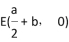 E(a/2 + b, 0)